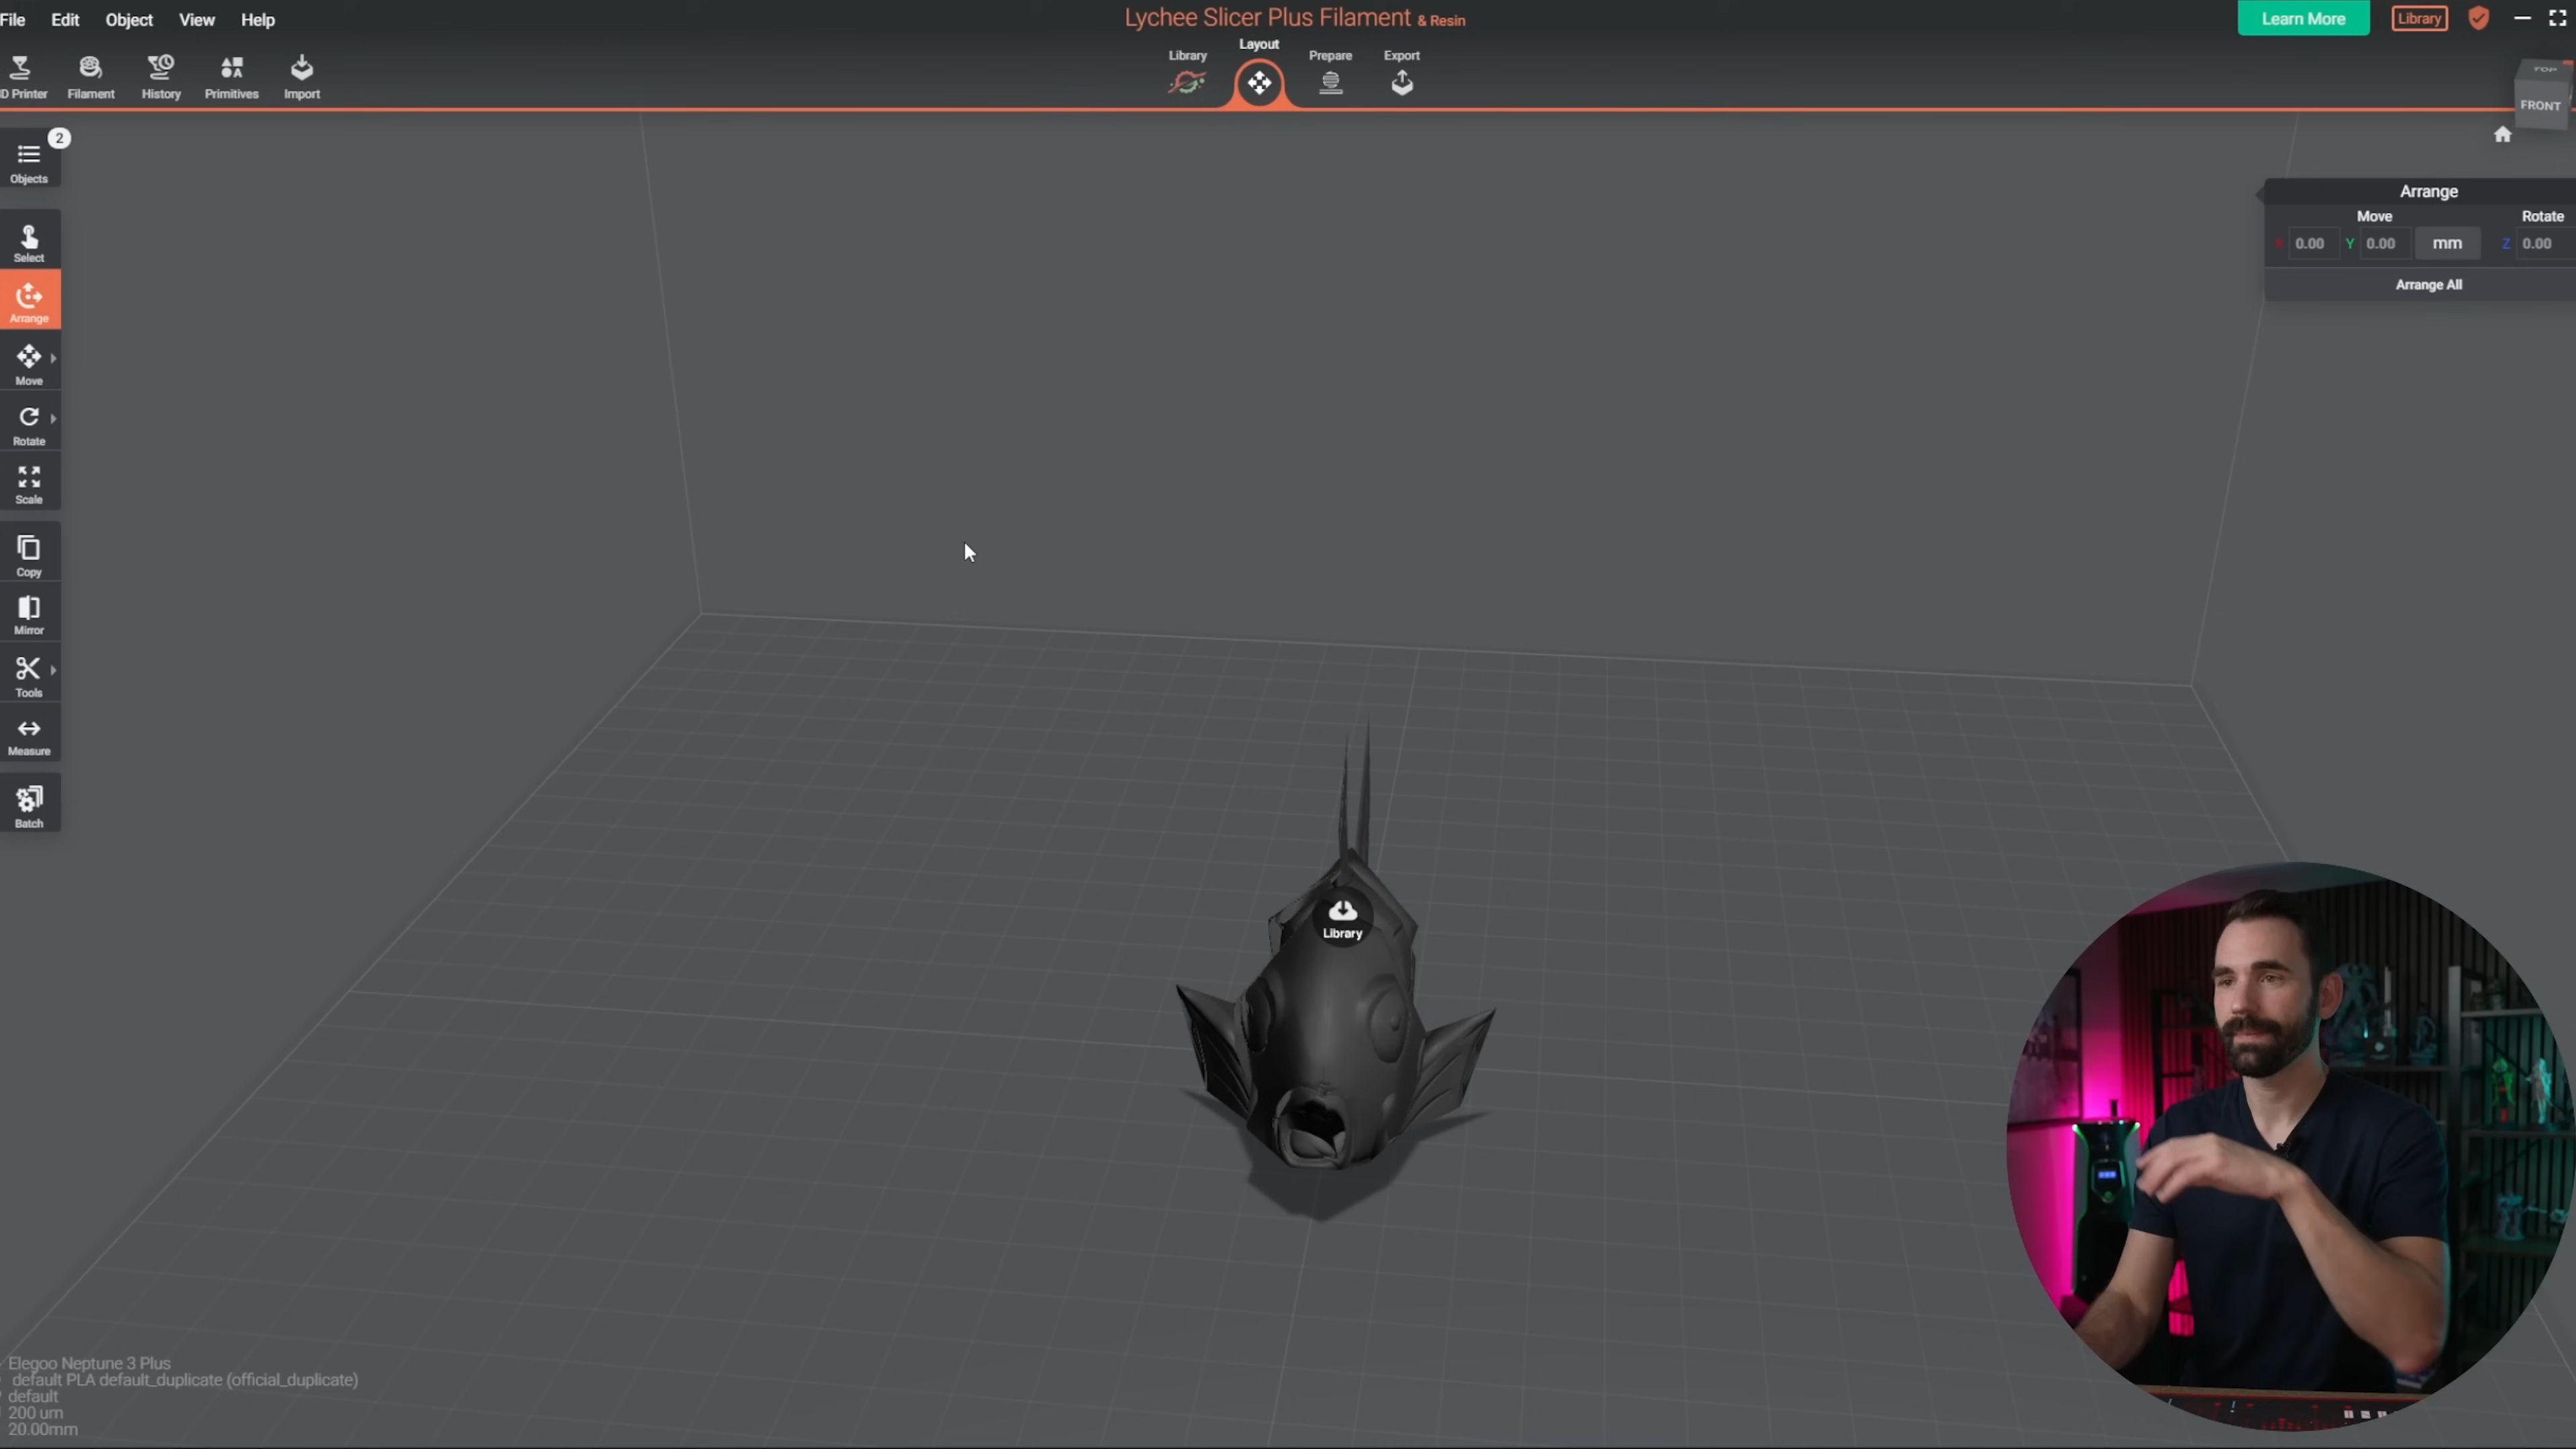 File Edit Object View Help
Lychee Slicer Plus Filament & Resin
Learn More
Library
Filament
History
Primitives
Import
Library
Layout
Prepare
Export
TOP
FRONT
2
Objects
Select
Arrange
Move
Rotate
Scale
Copy
Mirror
Tools
Measure
Batch
Arrange
Move Rotate
X 0.00 Y 0.00 mm Z 0.00
Arrange All
Library
Elegoo Neptune 3 Plus
default PLA default_duplicate (official_duplicate)
default
200 um
20.00mm